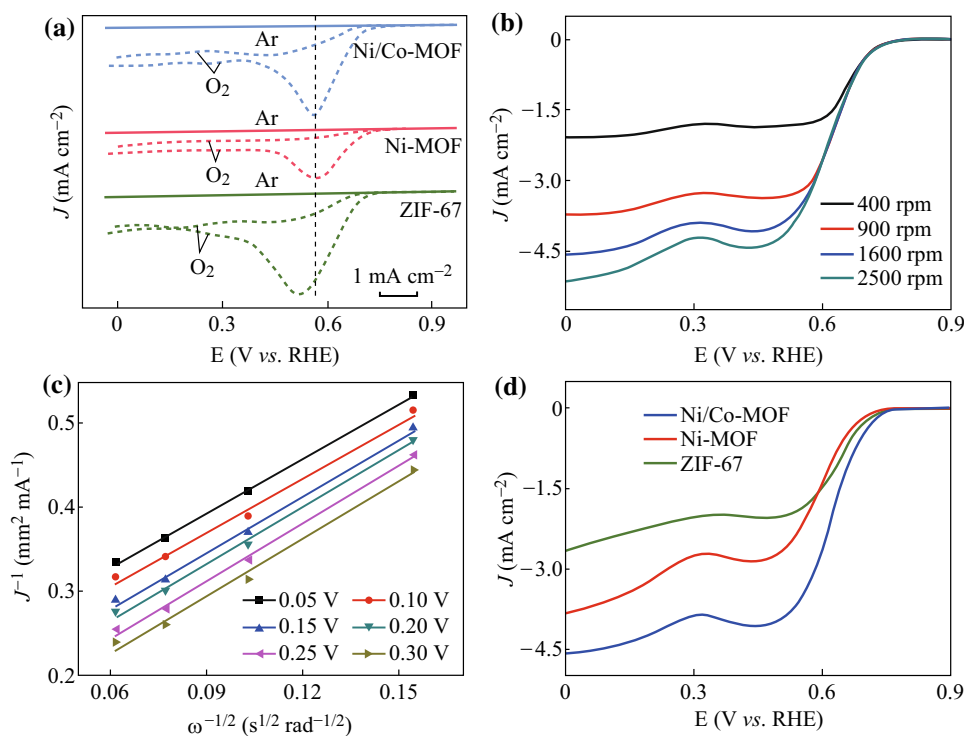 (a)
Ar
Ni/Co-MOF
O2
Ar
Ni-MOF
O2
Ar
ZIF-67
O2
1 mA cm−2
J (mA cm−2)
0 0.3 0.6 0.9
E (V vs. RHE)
(b)
0
−1.5
−3.0
−4.5
J (mA cm−2)
400 rpm
900 rpm
1600 rpm
2500 rpm
0 0.3 0.6 0.9
E (V vs. RHE)
(c)
0.5
0.4
0.3
0.2
J−1 (mm2 mA−1)
0.05 V 0.10 V
0.15 V 0.20 V
0.25 V 0.30 V
0.06 0.09 0.12 0.15
ω−1/2 (s1/2 rad−1/2)
(d)
0
−1.5
−3.0
−4.5
J (mA cm−2)
Ni/Co-MOF
Ni-MOF
ZIF-67
0 0.3 0.6 0.9
E (V vs. RHE)